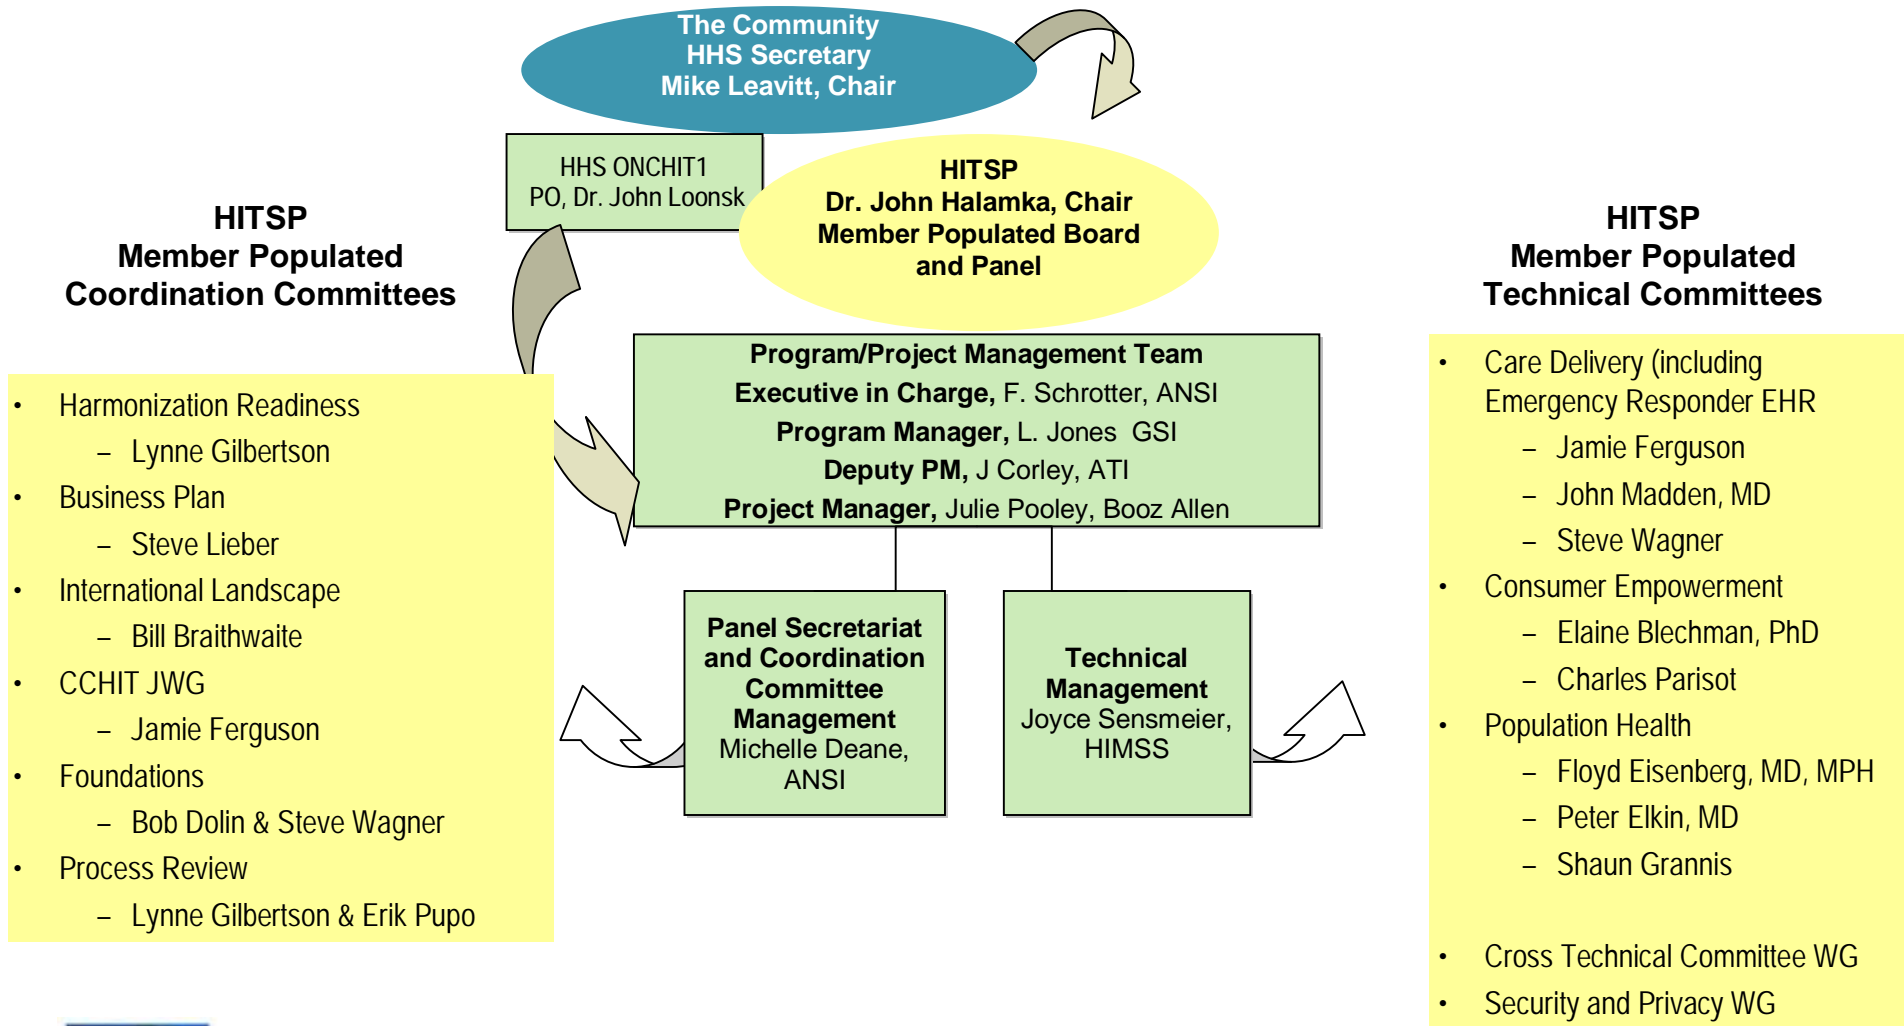 The Community
HHS Secretary
Mike Leavitt, Chair
HHS ONCHIT1
PO, Dr. John Loonsk
HITSP
Dr. John Halamka, Chair
Member Populated Board
and Panel
HITSP
Member Populated
Coordination Committees
• Harmonization Readiness
– Lynne Gilbertson
• Business Plan
– Steve Lieber
• International Landscape
– Bill Braithwaite
• CCHIT JWG
– Jamie Ferguson
• Foundations
– Bob Dolin & Steve Wagner
• Process Review
– Lynne Gilbertson & Erik Pupo
Program/Project Management Team
Executive in Charge, F. Schrotter, ANSI
Program Manager, L. Jones GSI
Deputy PM, J Corley, ATI
Project Manager, Julie Pooley, Booz Allen
Panel Secretariat
and Coordination
Committee
Management
Michelle Deane,
ANSI
Technical
Management
Joyce Sensmeier,
HIMSS
HITSP
Member Populated
Technical Committees
• Care Delivery (including
Emergency Responder EHR
– Jamie Ferguson
– John Madden, MD
– Steve Wagner
• Consumer Empowerment
– Elaine Blechman, PhD
– Charles Parisot
• Population Health
– Floyd Eisenberg, MD, MPH
– Peter Elkin, MD
– Shaun Grannis
• Cross Technical Committee WG
• Security and Privacy WG